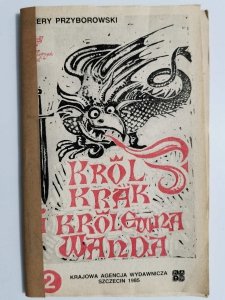 ERY PRZYBOROWSKI
KRÓL
KRAK
KRÓLEWNA
WANDA
2
KRAJOWA AGENCJA WYDAWNICZA
SZCZECIN 1985